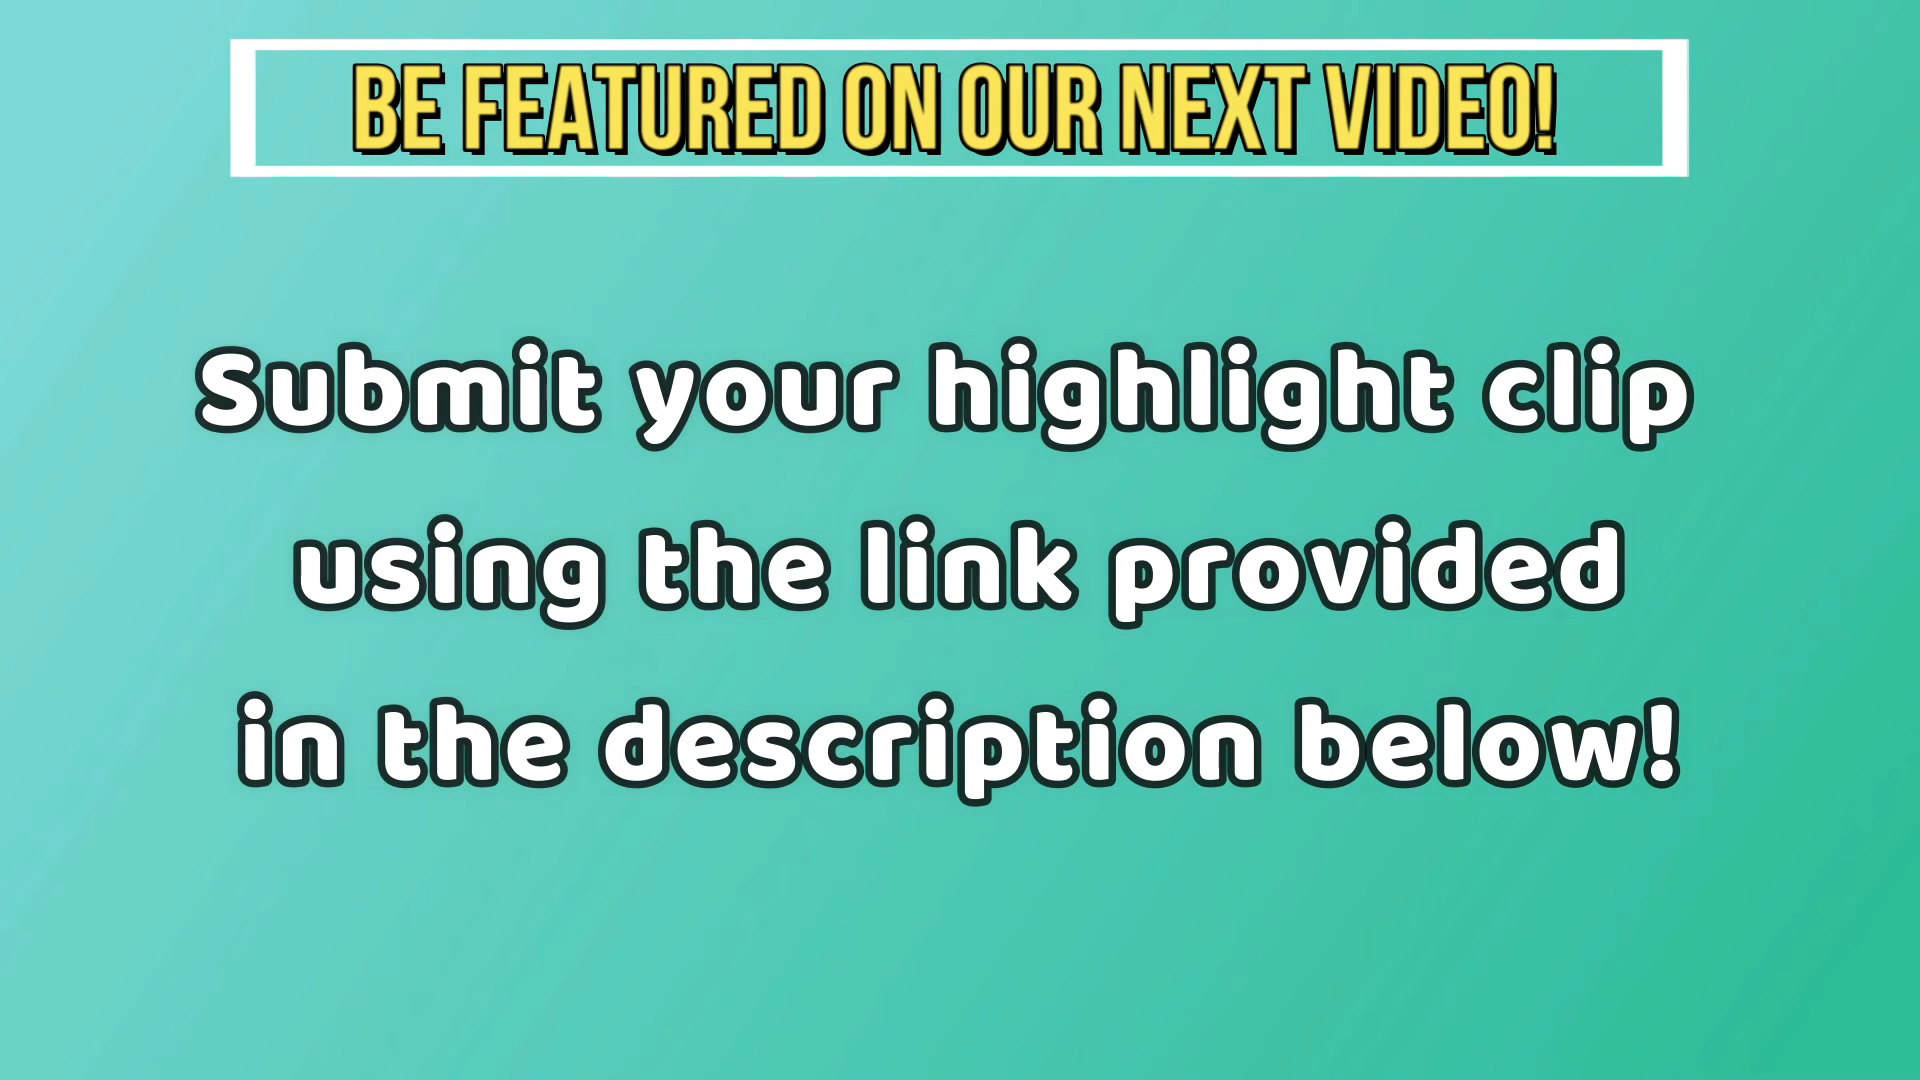 BE FEATURED ON OUR NEXT VIDEO!
Submit your highlight clip
using the link provided
in the description below!